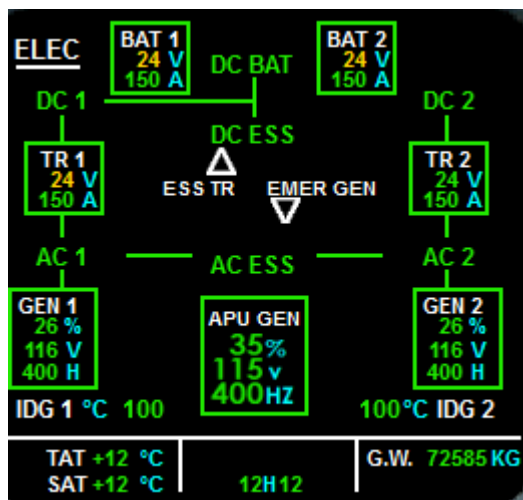 ELEC
BAT 1
24 V
150 A
DC BAT
BAT 2
24 V
150 A
DC 1
DC 2
DC ESS
TR 1
24 V
150 A
ESS TR
EMER GEN
TR 2
24 V
150 A
AC 1
AC ESS
AC 2
GEN 1
26 %
116 V
400 H
APU GEN
35%
115 v
400 HZ
GEN 2
26 %
116 V
400 H
IDG 1 °C 100
100 °C IDG 2
TAT +12 °C
SAT +12 °C
12H12
G.W. 72585 KG